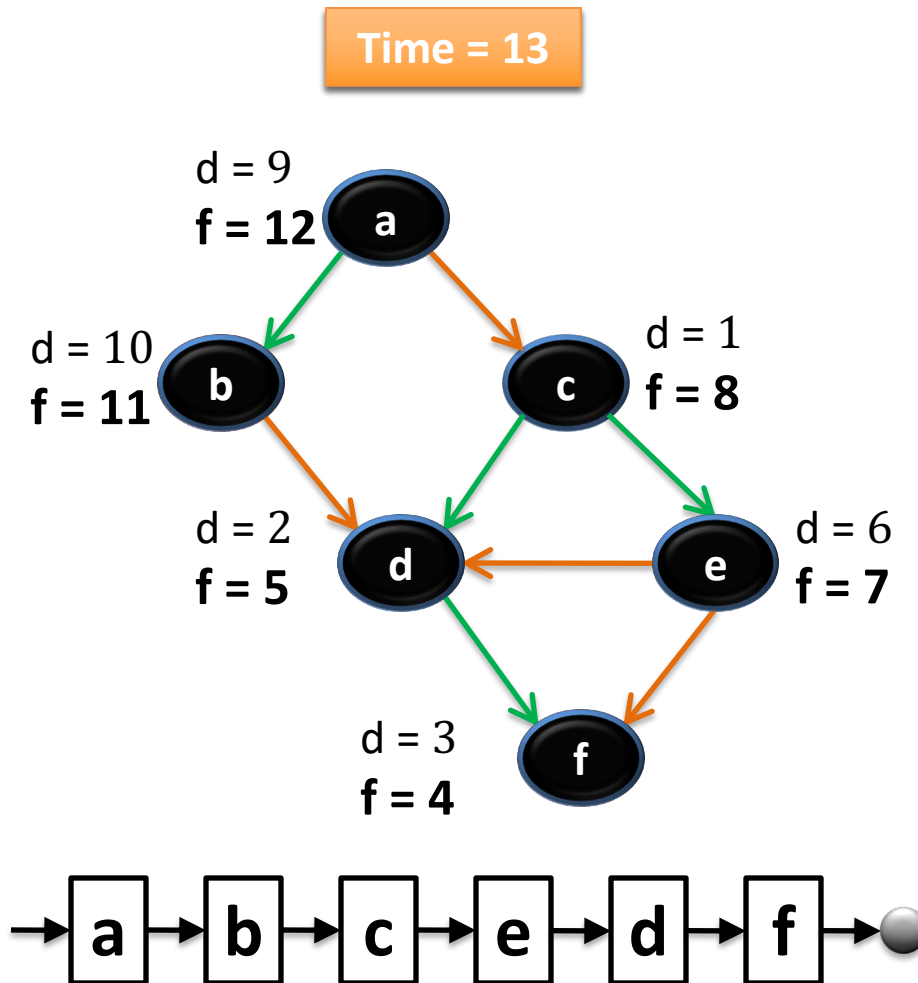 Time = 13
d = 9
f = 12
a
d = 10
f = 11
b
c
d = 1
f = 8
d = 2
f = 5
d
e
d = 6
f = 7
d = 3
f = 4
f
a b c e d f